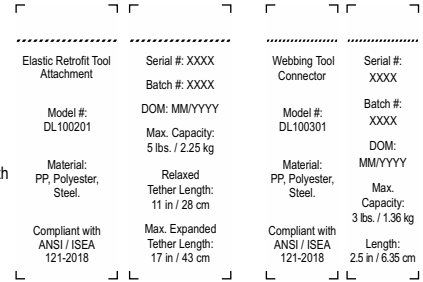 Elastic Retrofit Tool
Attachment
Model #:
DL100201
Material:
PP, Polyester,
Steel.
Compliant with
ANSI / ISEA
121-2018
Serial #: XXXX
Batch #: XXXX
DOM: MM/YYYY
Max. Capacity:
5 lbs. / 2.25 kg
Relaxed
Tether Length:
11 in / 28 cm
Max. Expanded
Tether Length:
17 in / 43 cm
Webbing Tool
Connector
Model #:
DL100301
Material:
PP, Polyester,
Steel.
Compliant with
ANSI / ISEA
121-2018
Serial #:
XXXX
Batch #:
XXXX
DOM:
MM/YYYY
Max.
Capacity:
3 lbs. / 1.36 kg
Length:
2.5 in / 6.35 cm